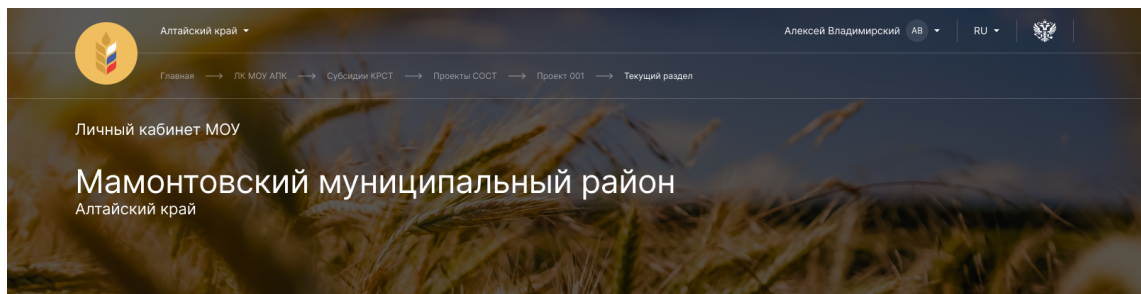 Алтайский край
Алексей Владимирский АВ RU
Главная → ЛК МОУ АПК → Субсидии КРСТ → Проекты СОСТ → Проект 001 → Текущий раздел
Личный кабинет МОУ
Мамонтовский муниципальный район
Алтайский край